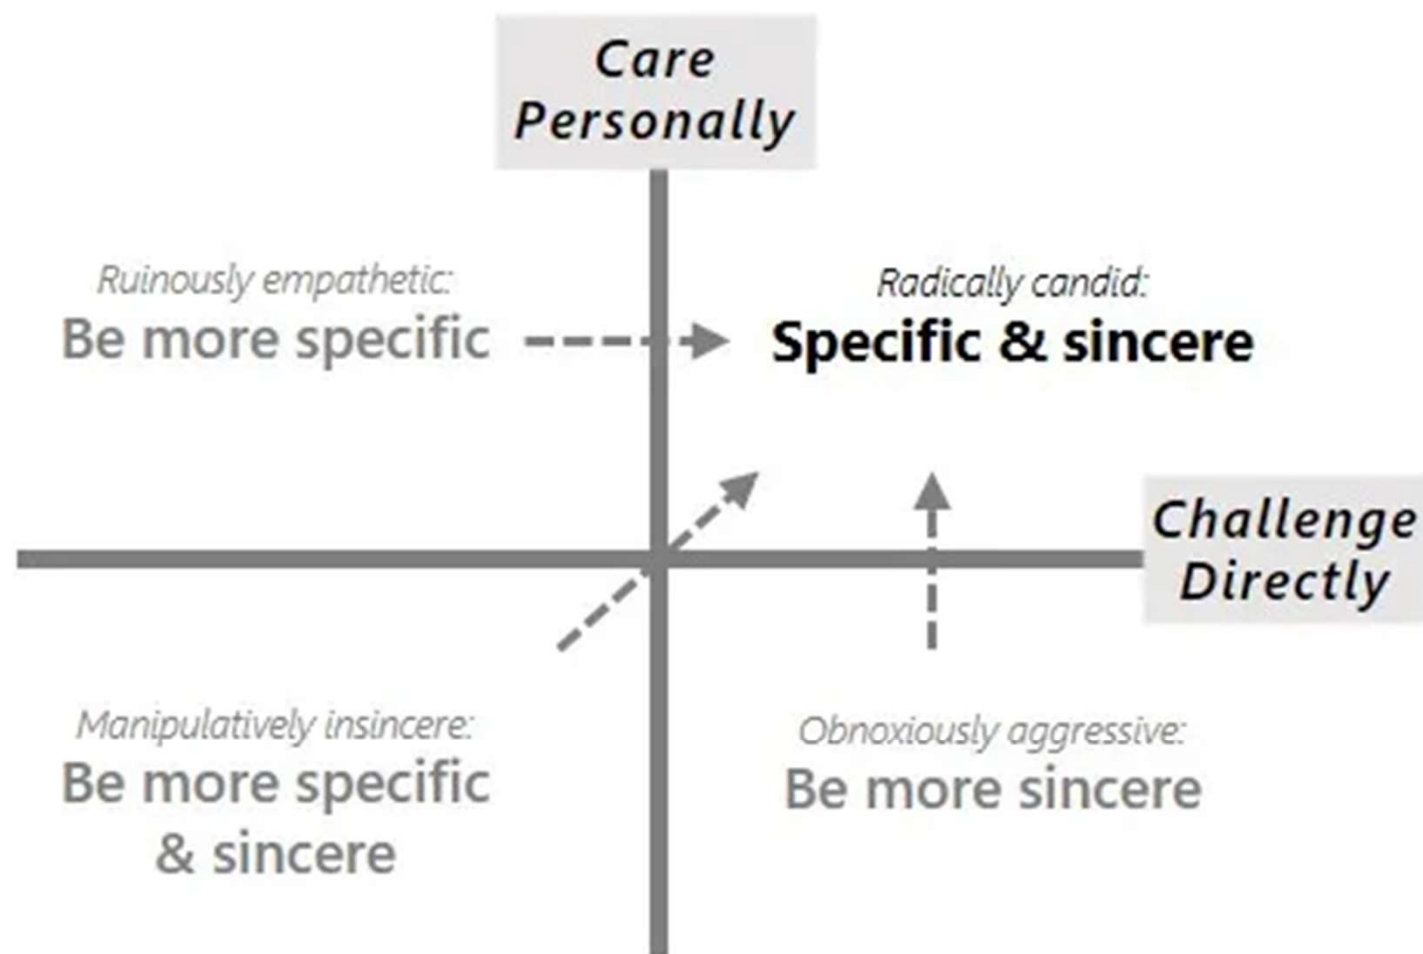 Care
Personally
Ruinously empathetic:
Be more specific
Radically candid:
Specific & sincere
Challenge
Directly
Manipulatively insincere:
Be more specific
& sincere
Obnoxiously aggressive:
Be more sincere